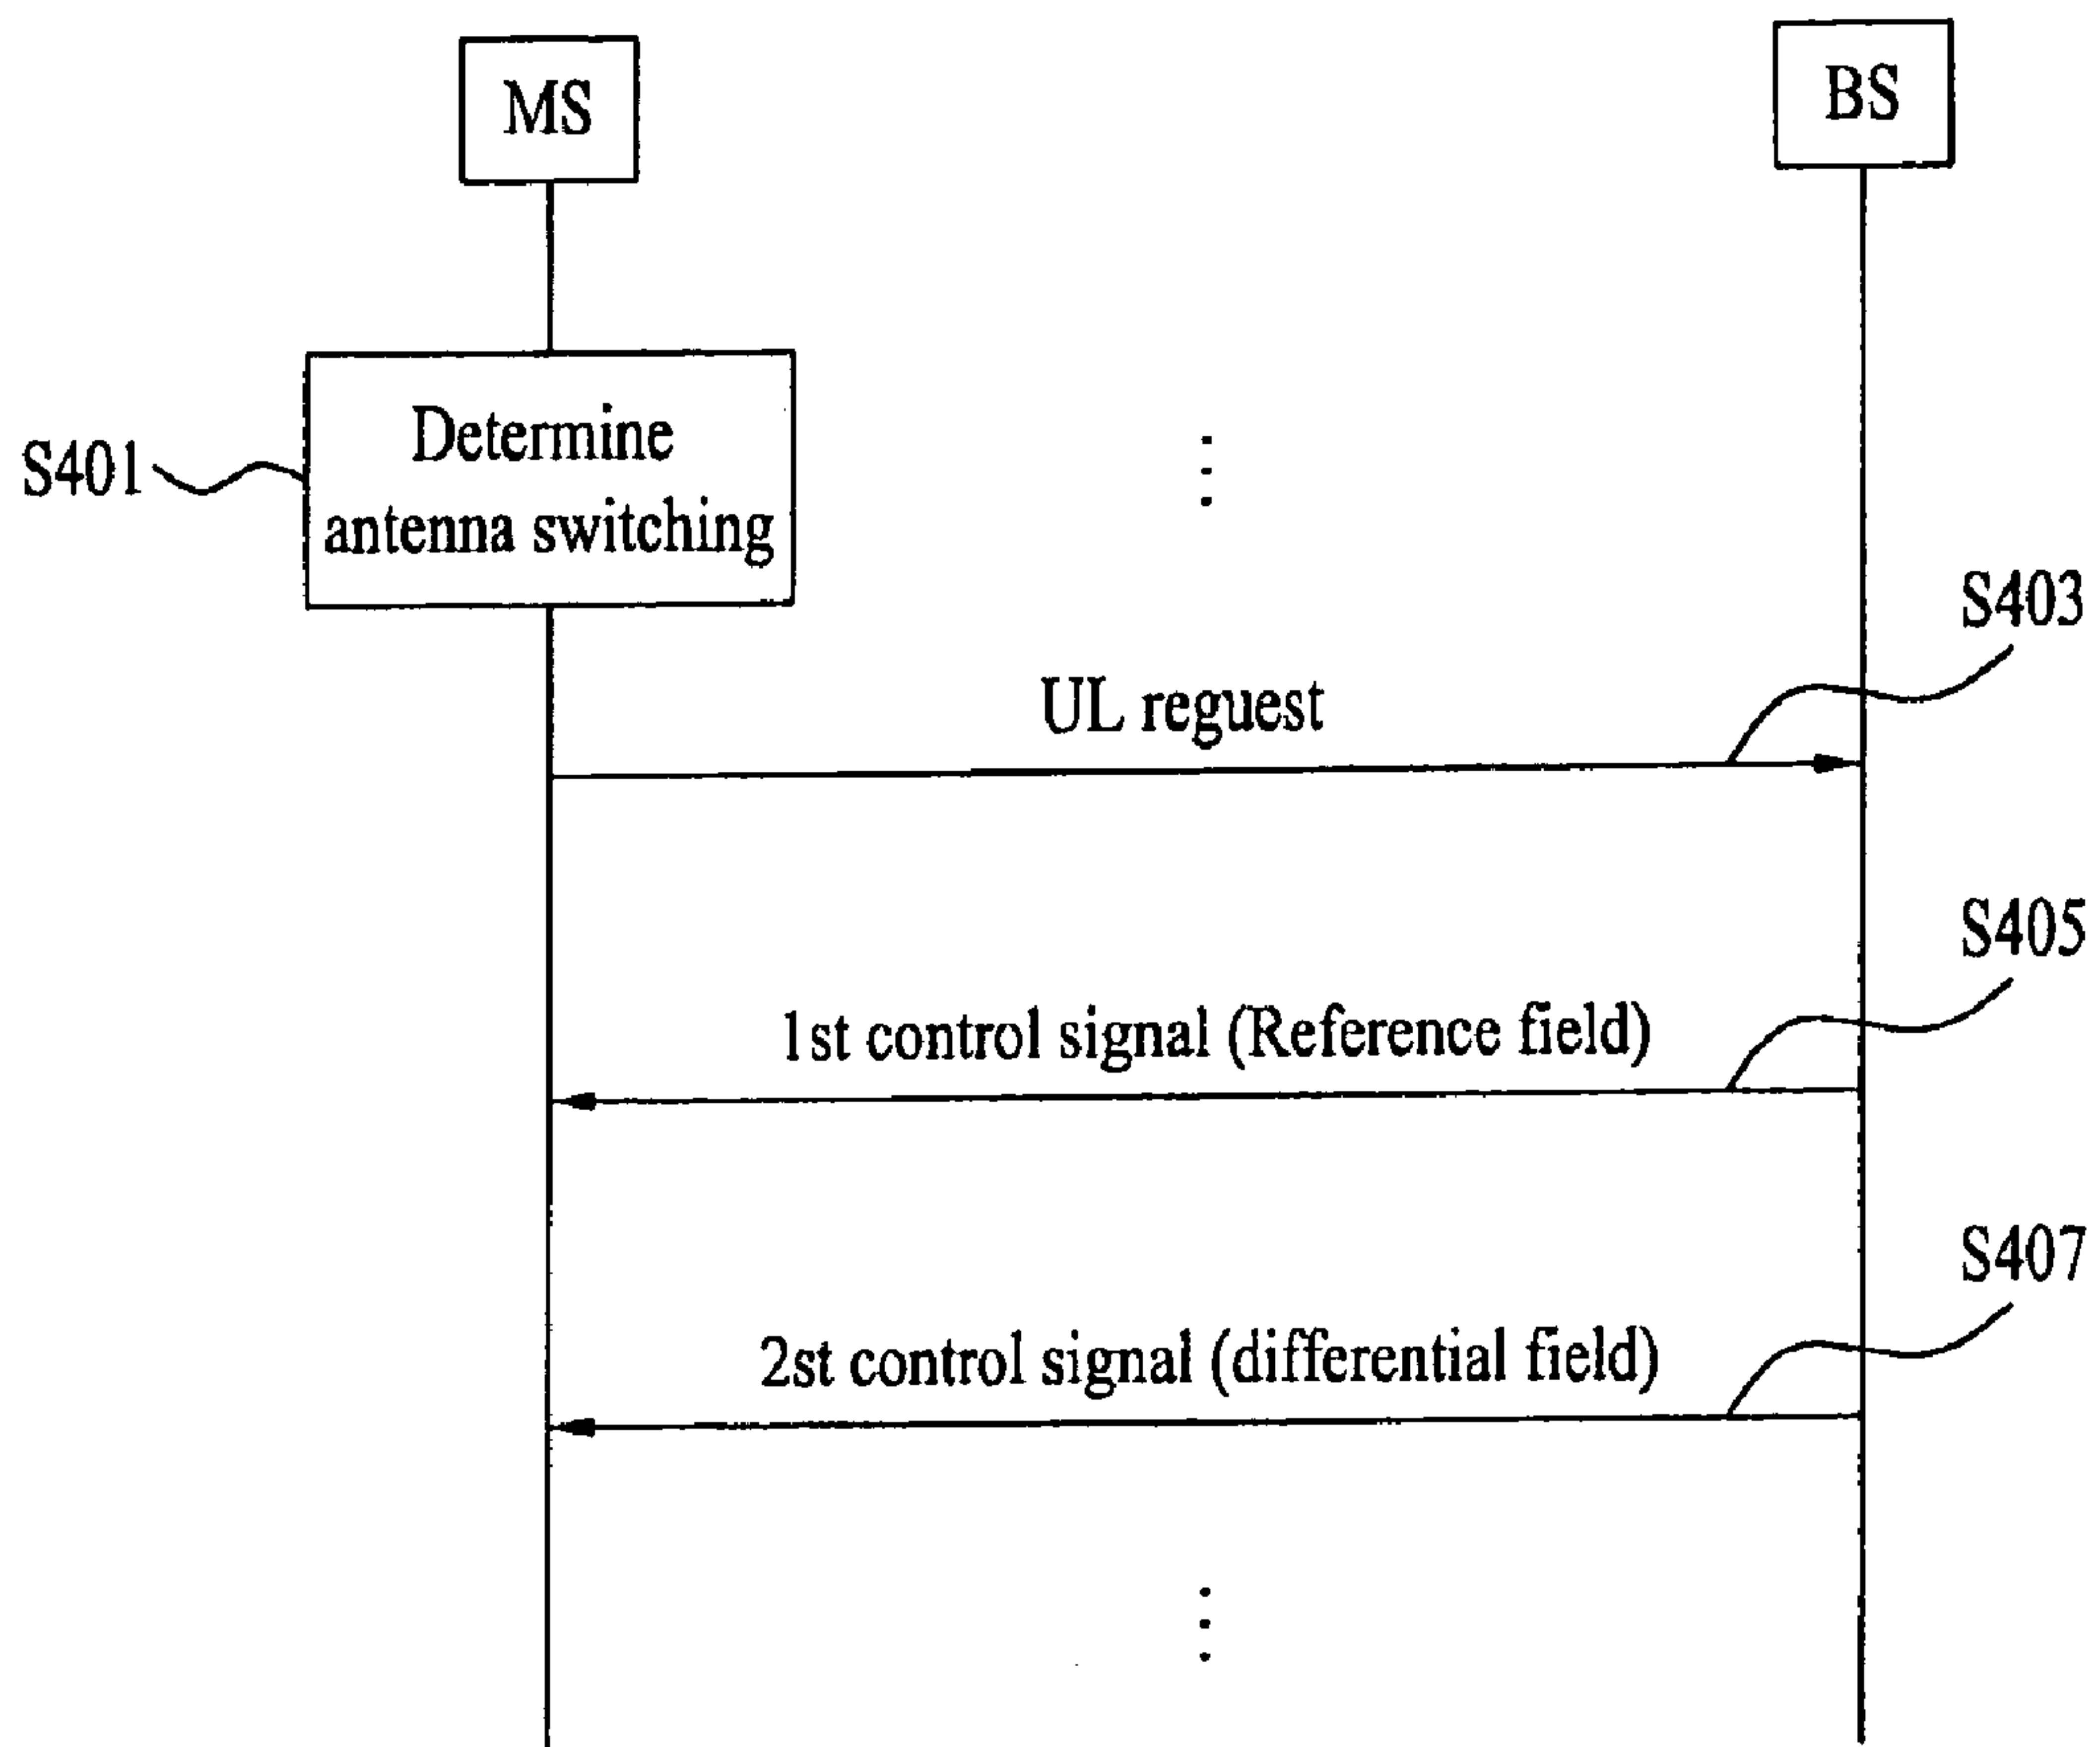 MS
BS
Determine
antenna switching
S401
S403
UL reguest
S405
1st control signal (Reference field)
S407
2st control signal (differential field)